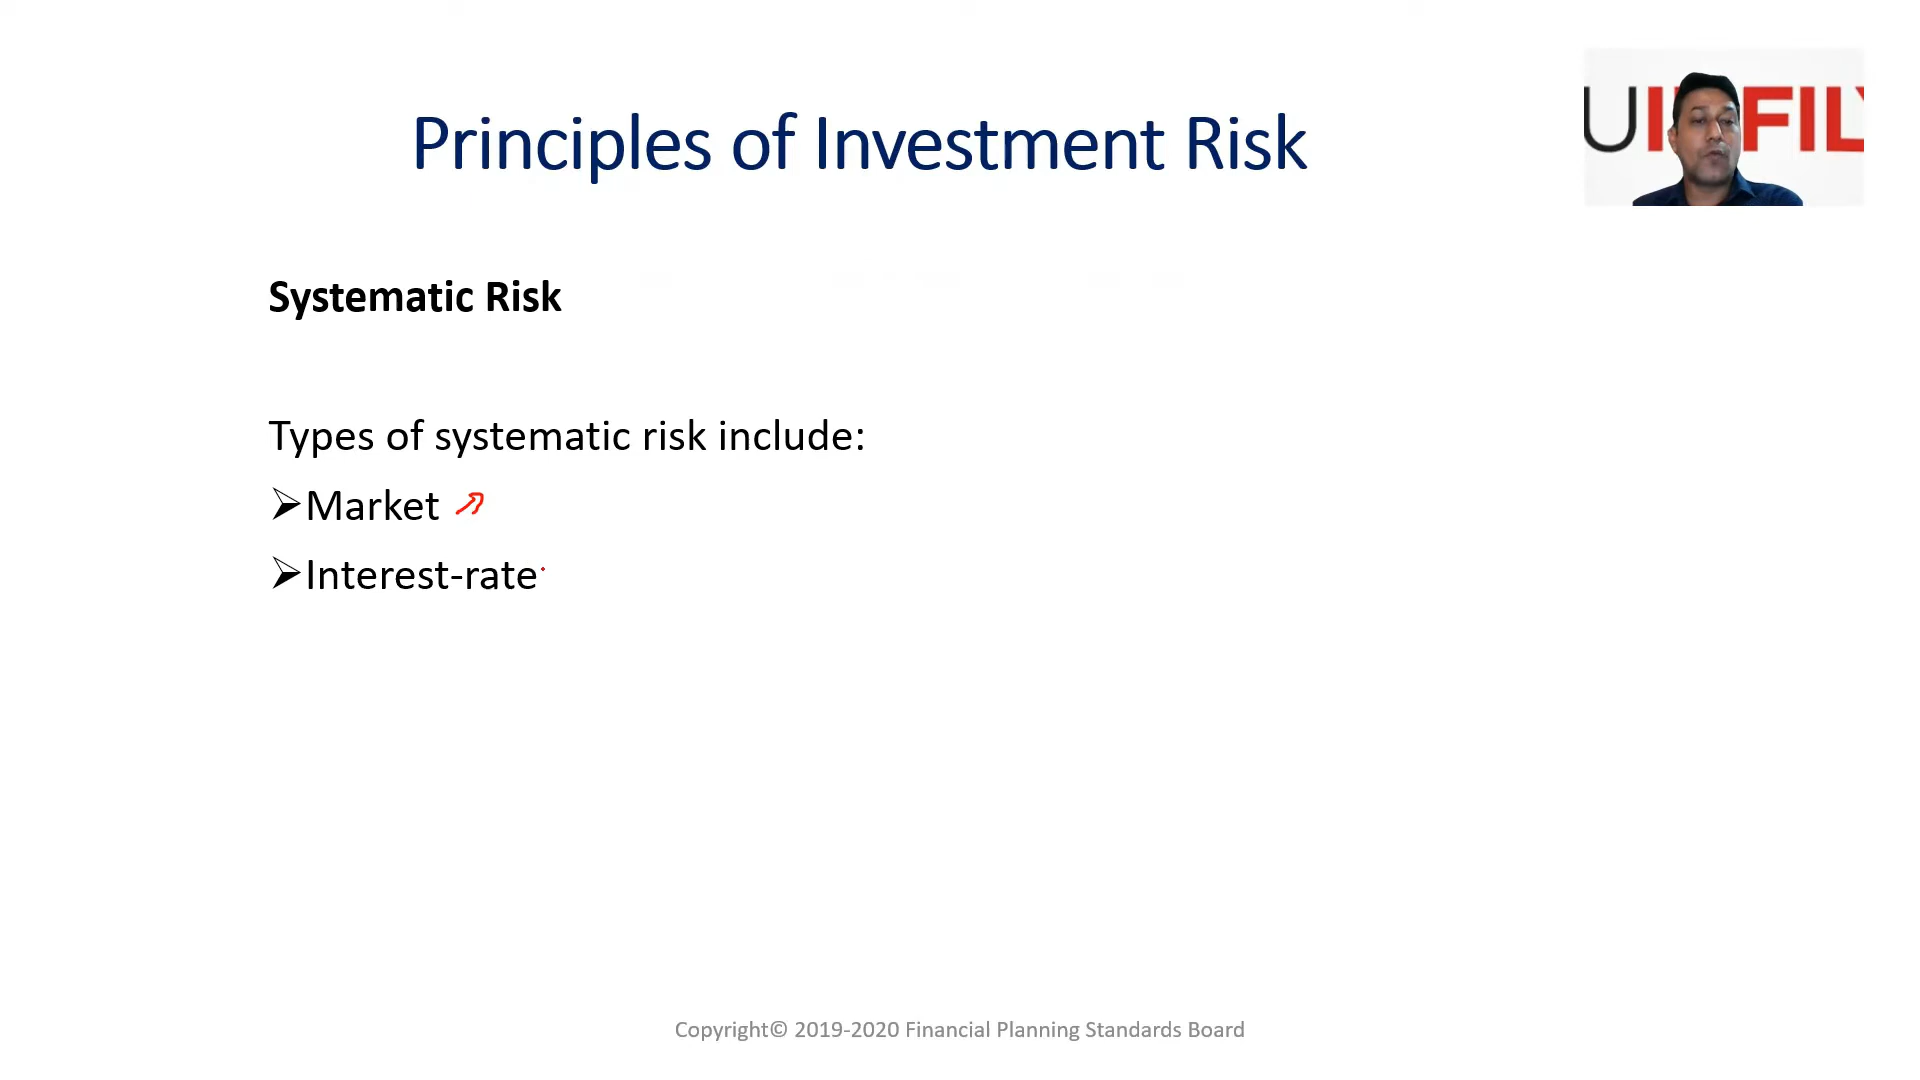 Principles of Investment Risk
Systematic Risk
Types of systematic risk include:
➢Market
➢Interest-rate
Copyright© 2019-2020 Financial Planning Standards Board